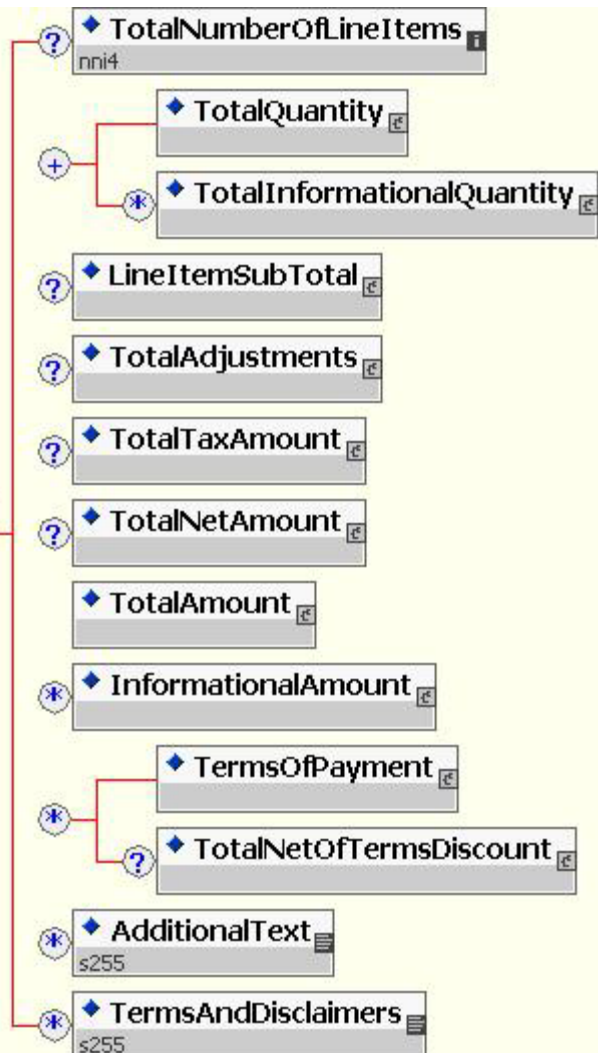 ?
TotalNumberOfLineItems
nni4
TotalQuantity
+
* TotalInformationalQuantity
? LineItemSubTotal
? TotalAdjustments
? TotalTaxAmount
? TotalNetAmount
TotalAmount
* InformationalAmount
TermsOfPayment
*
? TotalNetOfTermsDiscount
* AdditionalText
s255
* TermsAndDisclaimers
s255